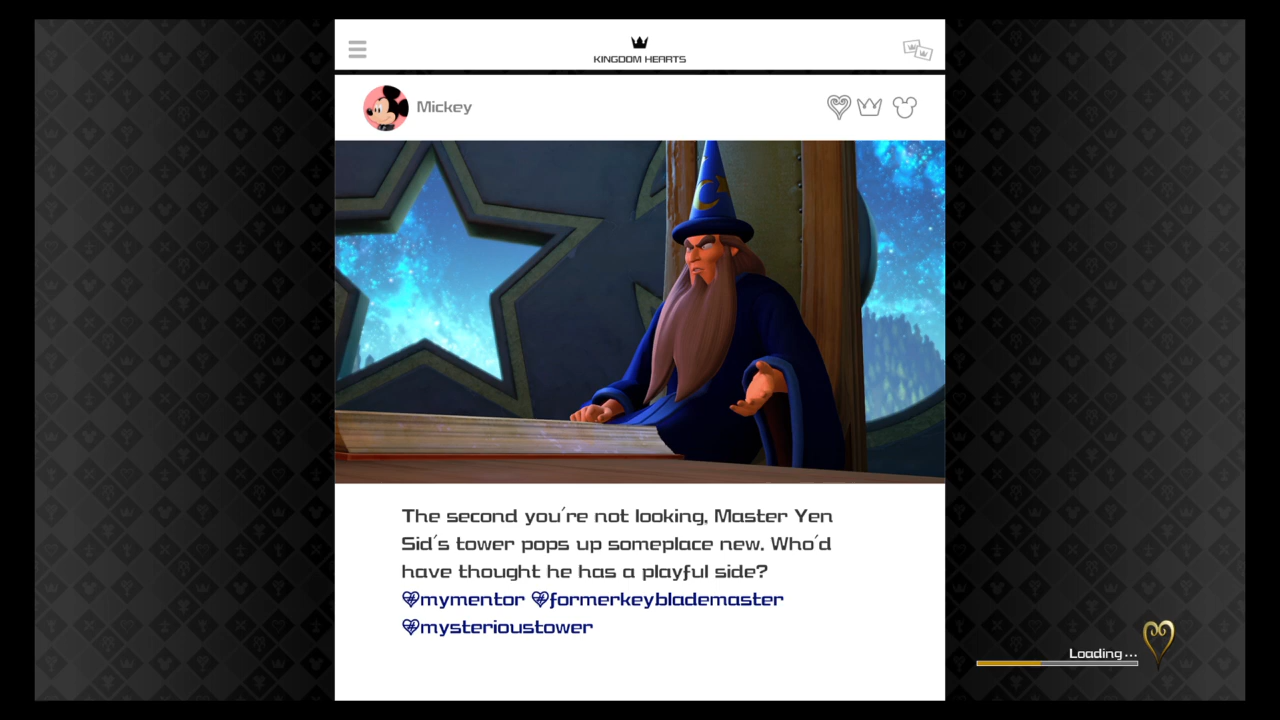 KINGDOM HEARTS
Mickey
The second you're not looking, Master Yen
Sid's tower pops up someplace new. Who'd
have thought he has a playful side?
#mymentor #formerkeyblademaster
#mysterioustower
Loading...